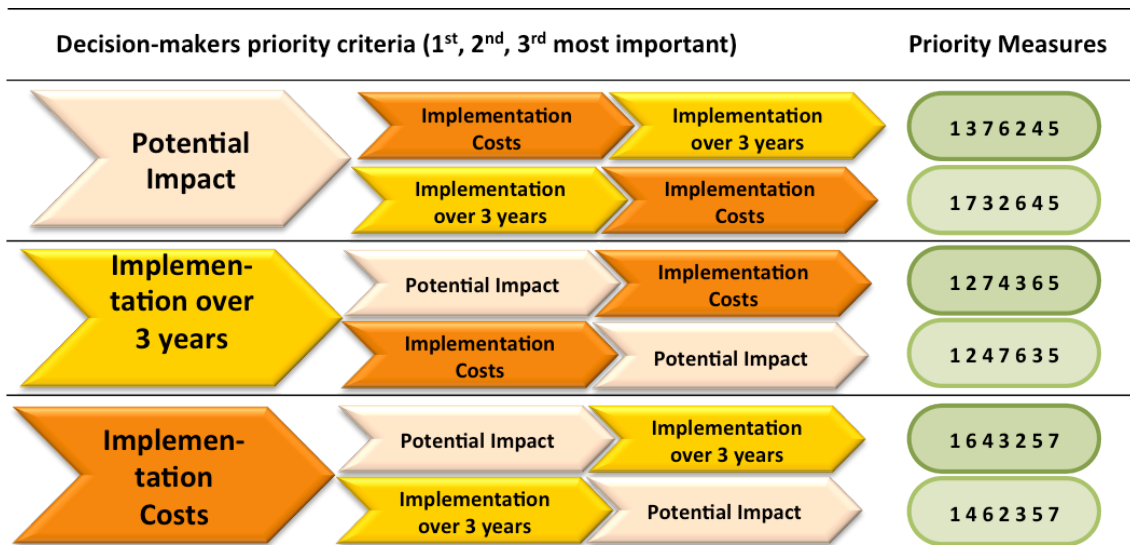 Decision-makers priority criteria (1st, 2nd, 3rd most important)
Priority Measures
Potential
Impact
Implementation
Costs
Implementation
over 3 years
1 3 7 6 2 4 5
Implementation
over 3 years
Implementation
Costs
1 7 3 2 6 4 5
Implemen-
tation over
3 years
Potential Impact
Implementation
Costs
1 2 7 4 3 6 5
Implementation
Costs
Potential Impact
1 2 4 7 6 3 5
Implemen-
tation
Costs
Potential Impact
Implementation
over 3 years
1 6 4 3 2 5 7
Implementation
over 3 years
Potential Impact
1 4 6 2 3 5 7